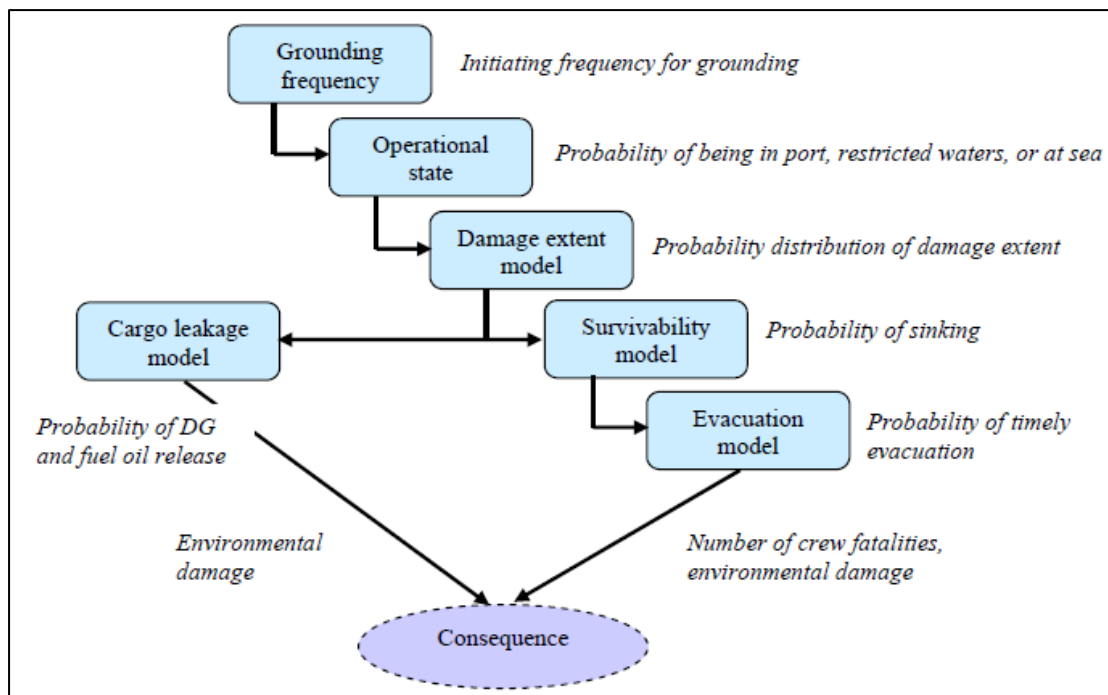 Grounding
frequency
Initiating frequency for grounding
Operational
state
Probability of being in port, restricted waters, or at sea
Damage extent
model
Probability distribution of damage extent
Cargo leakage
model
Survivability
model
Probability of sinking
Probability of DG
and fuel oil release
Evacuation
model
Probability of timely
evacuation
Environmental
damage
Number of crew fatalities,
environmental damage
Consequence